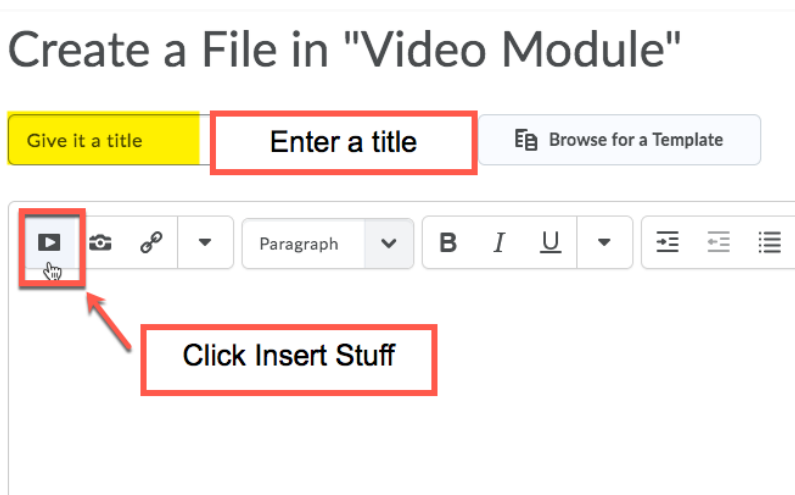 Create a File in "Video Module"
Give it a title
Enter a title
Browse for a Template
Paragraph
B I U
Click Insert Stuff